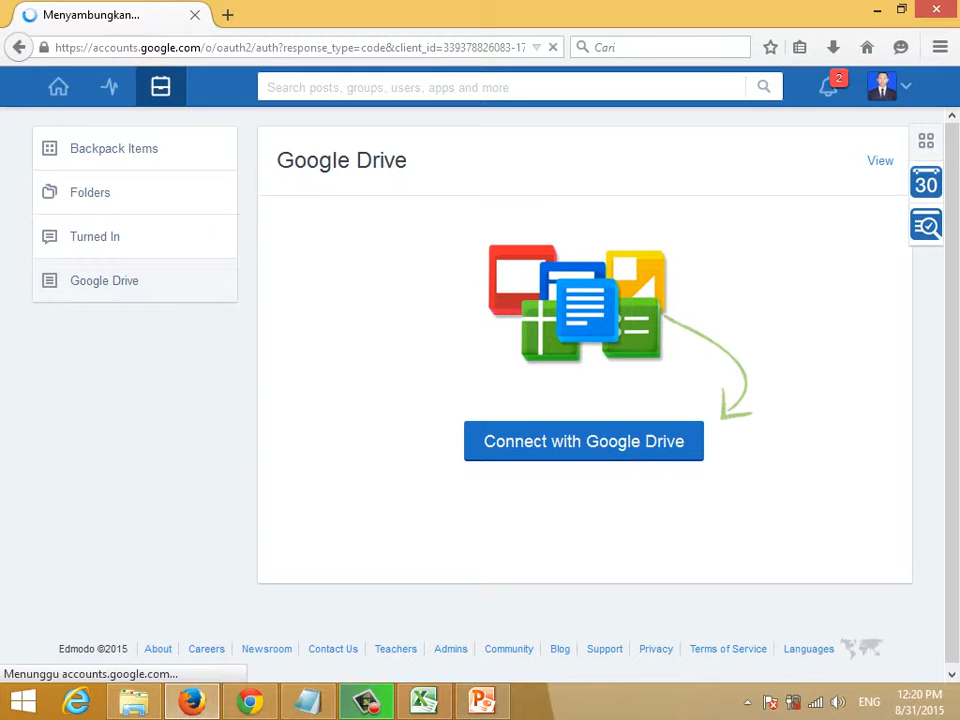 Menyambungkan...
https://accounts.google.com/o/oauth2/auth?response_type=code&client_id=339378826083-17
Cari
Search posts, groups, users, apps and more
2
Backpack Items
Folders
Turned In
Google Drive
Google Drive
View
30
Connect with Google Drive
Edmodo ©2015 About Careers Newsroom Contact Us Teachers Admins Community Blog Support Privacy Terms of Service Languages
Menunggu accounts.google.com...
ENG
12:20 PM
8/31/2015